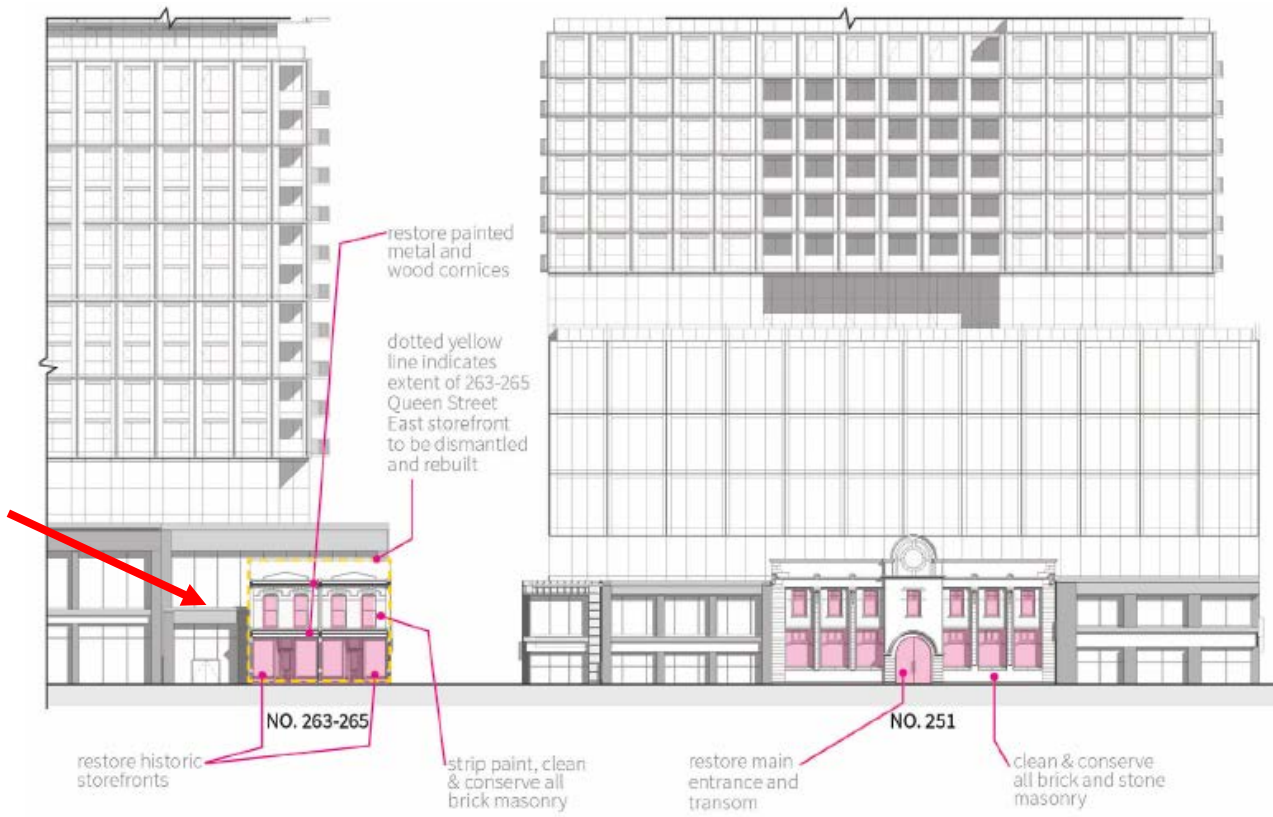 restore painted
metal and
wood cornices
dotted yellow
line indicates
extent of 263-265
Queen Street
East storefront
to be dismantled
and rebuilt
NO. 263-265
NO. 251
restore historic
storefronts
strip paint, clean
& conserve all
brick masonry
restore main
entrance and
transom
clean & conserve
all brick and stone
masonry